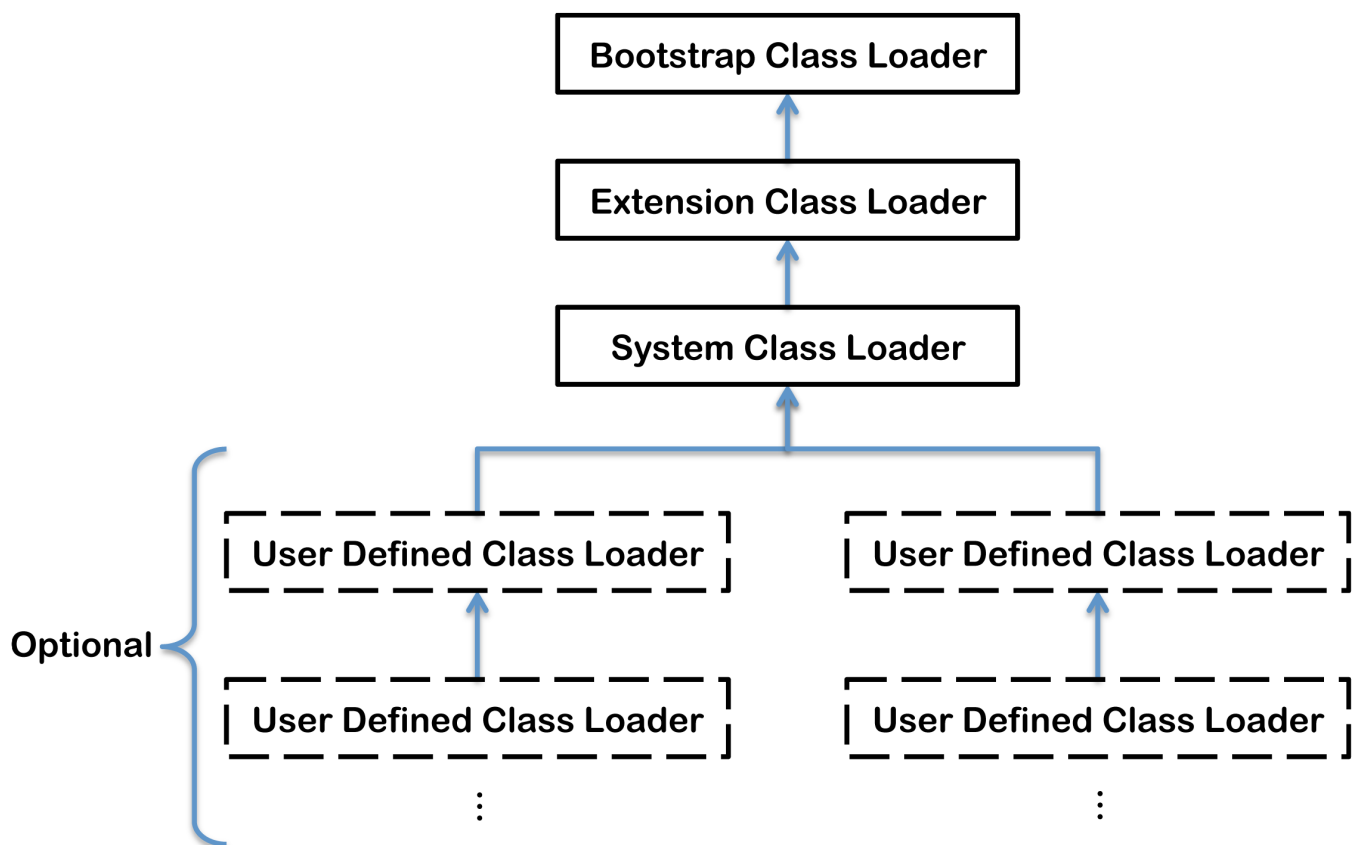 Bootstrap Class Loader
Extension Class Loader
System Class Loader
User Defined Class Loader
User Defined Class Loader
Optional
User Defined Class Loader
User Defined Class Loader
⋮
⋮